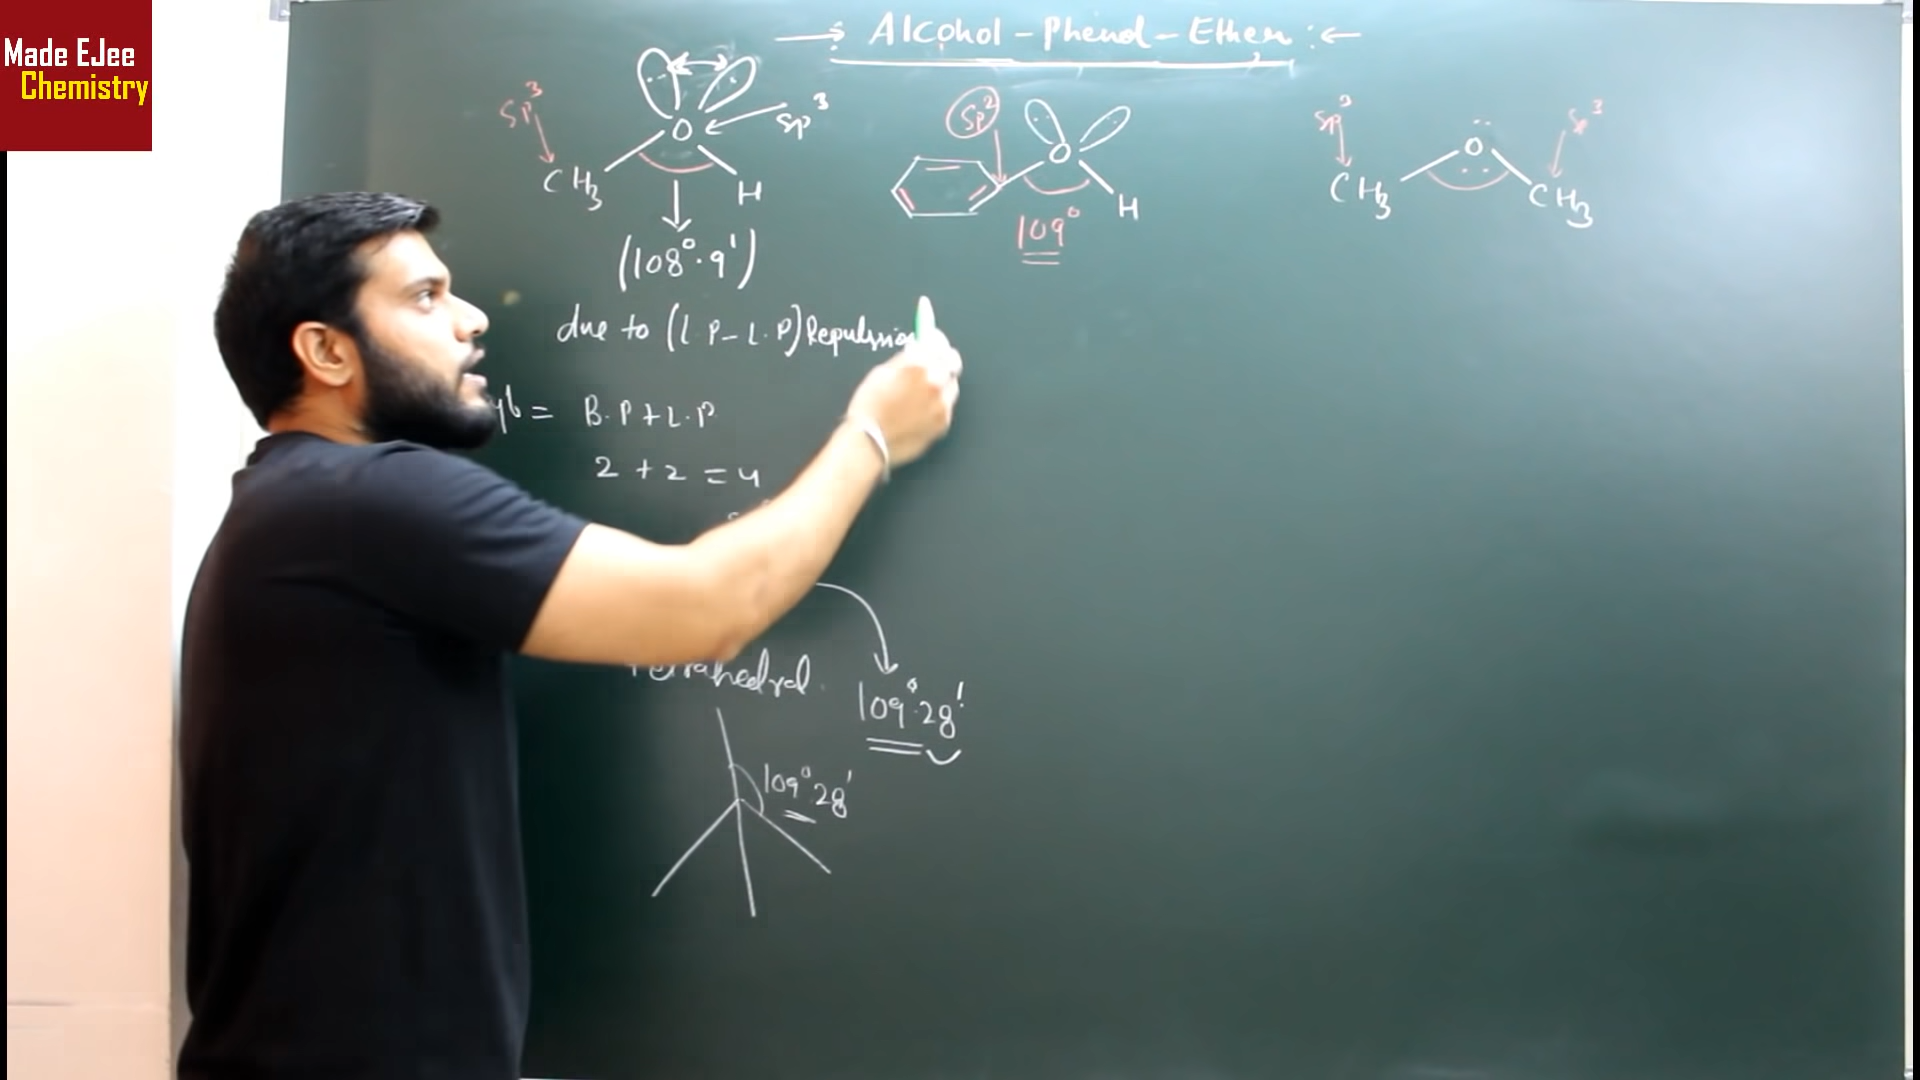 Made EJee
Chemistry
Alcohol - Phenol - Ether :
Sp³
O
Sp³
CH₃
H
(108°.9')
due to (L.P-L.P) Repulsion
B.P + L.P
2 + 2 = 4
Tetrahedral.
109°.28'
109°.28'
Sp²
O
H
109°
Sp³
Sp³
O
CH₃
CH₃